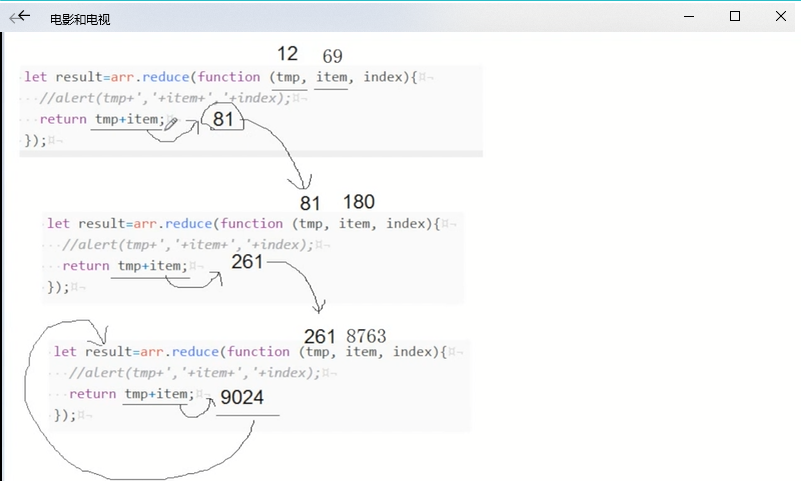 电影和电视
12 69
let result=arr.reduce(function (tmp, item, index){
//alert(tmp+','+item+','+index);
return tmp+item; 81
});
81 180
let result=arr.reduce(function (tmp, item, index){
//alert(tmp+','+item+','+index);
return tmp+item; 261
});
261 8763
let result=arr.reduce(function (tmp, item, index){
//alert(tmp+','+item+','+index);
return tmp+item; 9024
});